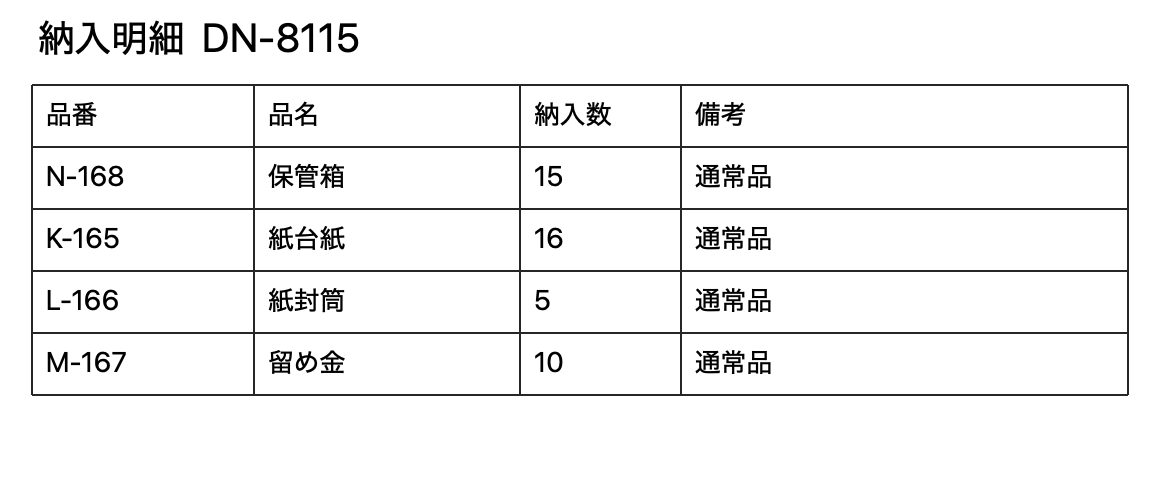 納入明細 DN-8115
品番 品名 納入数 備考
N-168 保管箱 15 通常品
K-165 紙台紙 16 通常品
L-166 紙封筒 5 通常品
M-167 留め金 10 通常品